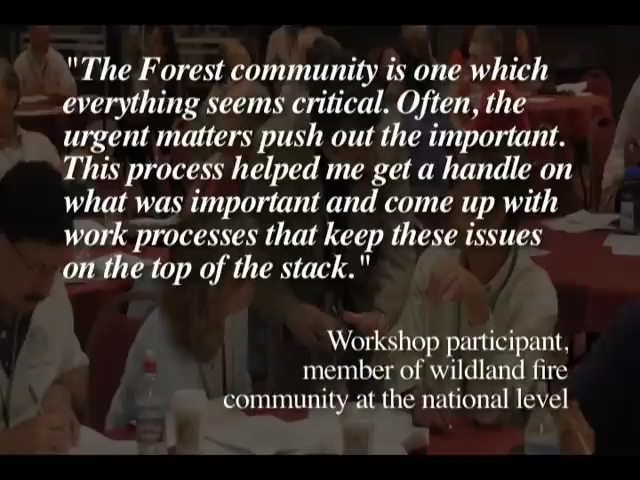 "The Forest community is one which
everything seems critical. Often, the
urgent matters push out the important.
This process helped me get a handle on
what was important and come up with
work processes that keep these issues
on the top of the stack."
Workshop participant,
member of wildland fire
community at the national level